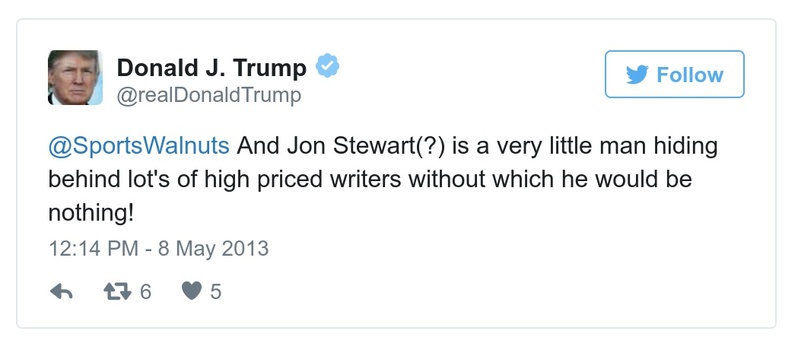 Donald J. Trump
@realDonaldTrump
Follow
@SportsWalnuts And Jon Stewart(?) is a very little man hiding
behind lot's of high priced writers without which he would be
nothing!
12:14 PM - 8 May 2013
6 5